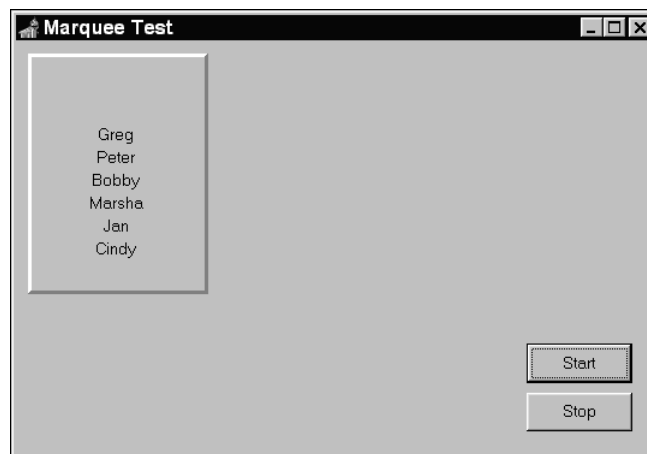 Marquee Test
Greg
Peter
Bobby
Marsha
Jan
Cindy
Start
Stop